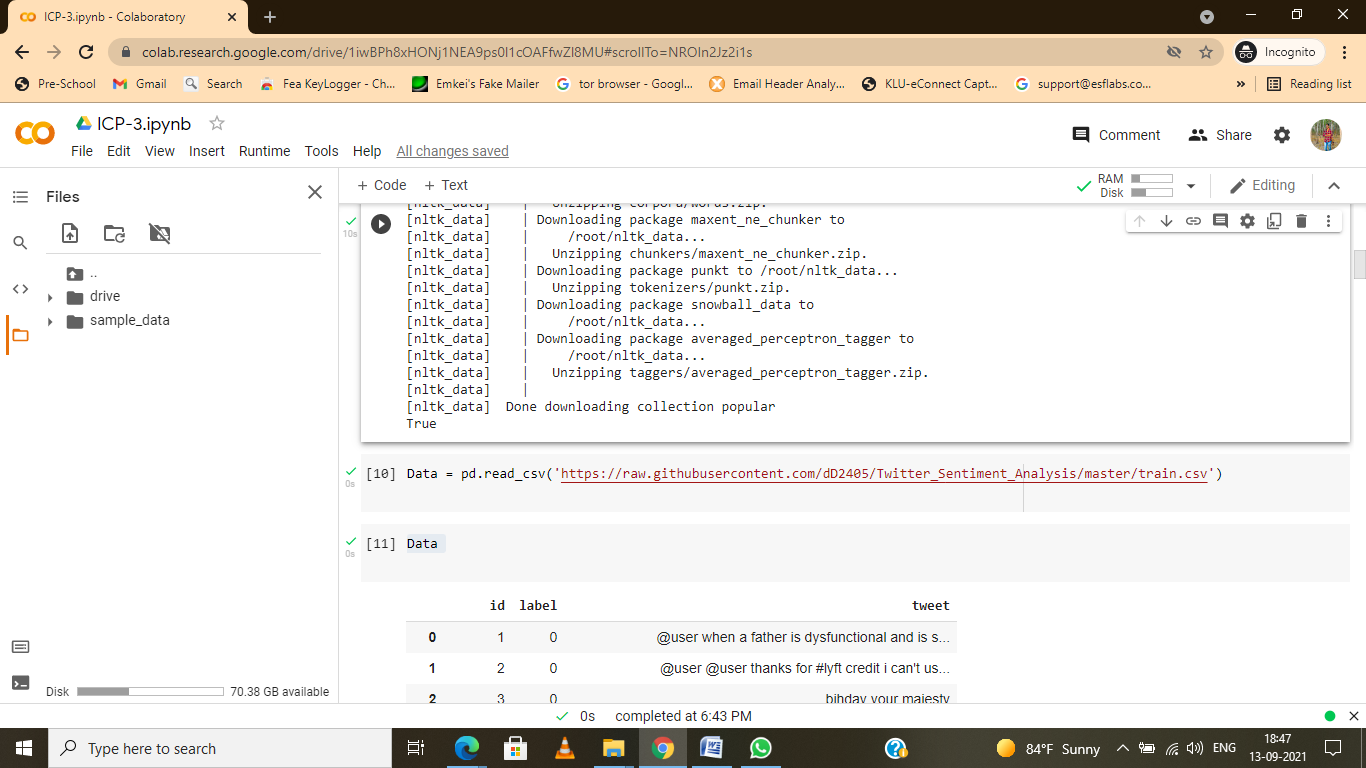 ICP-3.ipynb - Colaboratory
colab.research.google.com/drive/1iwBPh8xHONj1NEA9ps0l1cOAFfwZl8MU#scrollTo=NROIn2Jz2i1s
Incognito
Pre-School
Gmail
Search
Fea KeyLogger - Ch...
Emkei's Fake Mailer
tor browser - Googl...
Email Header Analy...
KLU-eConnect Capt...
support@esflabs.co...
»
Reading list
ICP-3.ipynb
Comment
Share
File Edit View Insert Runtime Tools Help All changes saved
Files
+ Code + Text
RAM
Disk
Editing
..
drive
sample_data
10s
[nltk_data] | Unzipping corpora/words.zip.
[nltk_data] | Downloading package maxent_ne_chunker to
[nltk_data] | /root/nltk_data...
[nltk_data] | Unzipping chunkers/maxent_ne_chunker.zip.
[nltk_data] | Downloading package punkt to /root/nltk_data...
[nltk_data] | Unzipping tokenizers/punkt.zip.
[nltk_data] | Downloading package snowball_data to
[nltk_data] | /root/nltk_data...
[nltk_data] | Downloading package averaged_perceptron_tagger to
[nltk_data] | /root/nltk_data...
[nltk_data] | Unzipping taggers/averaged_perceptron_tagger.zip.
[nltk_data] |
[nltk_data] Done downloading collection popular
True
[10] Data = pd.read_csv('https://raw.githubusercontent.com/dD2405/Twitter_Sentiment_Analysis/master/train.csv')
0s
[11] Data
0s
id label tweet
0 1 0 @user when a father is dysfunctional and is s...
1 2 0 @user @user thanks for #lyft credit i can't us...
2 3 0 bihday your majesty
Disk 70.38 GB available
0s completed at 6:43 PM
Type here to search
84°F Sunny
ENG
18:47
13-09-2021